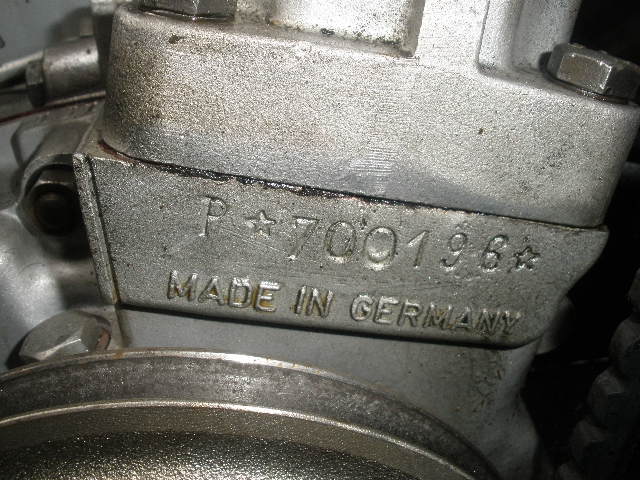 P ☆ 700196 ☆
MADE IN GERMANY